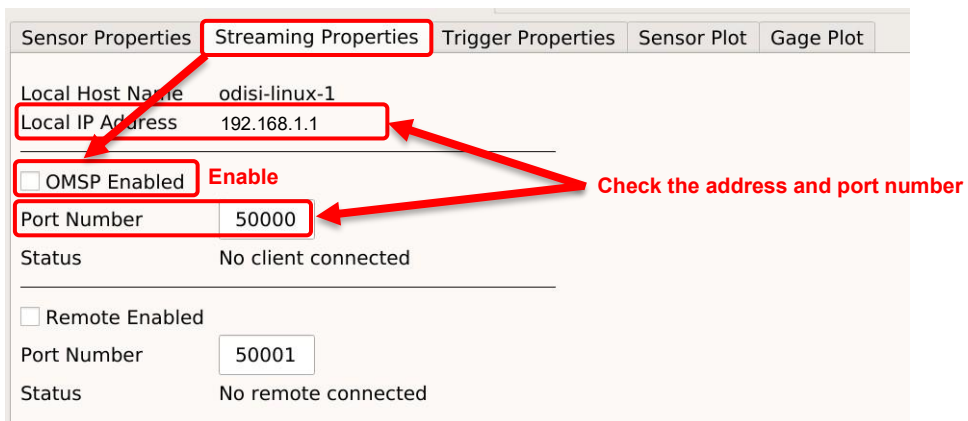 Sensor Properties Streaming Properties Trigger Properties Sensor Plot Gage Plot
Local Host Name odisi-linux-1
Local IP Address 192.168.1.1
OMSP Enabled Enable
Check the address and port number
Port Number 50000
Status No client connected
Remote Enabled
Port Number 50001
Status No remote connected